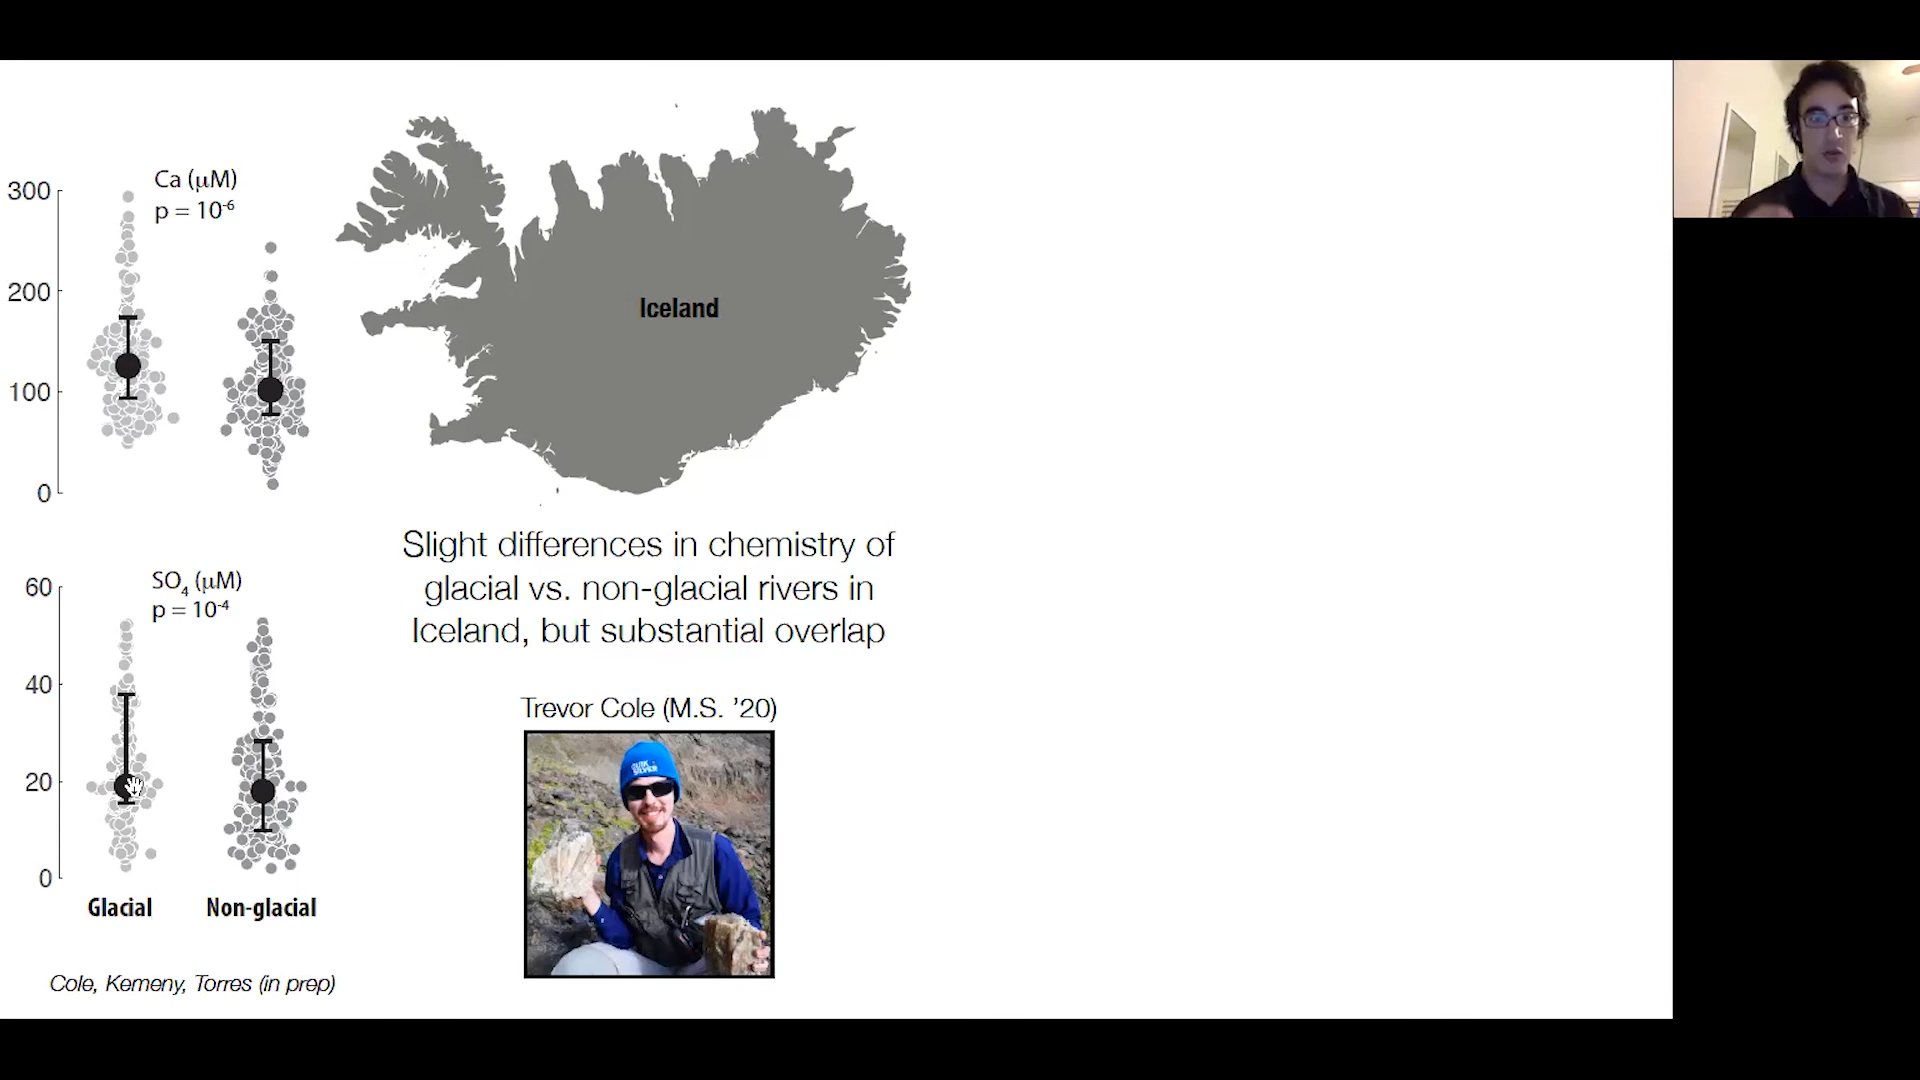 Ca (µM)
p = 10-6
300
200
100
0
Iceland
SO4 (µM)
p = 10-4
60
40
20
0
Glacial Non-glacial
Cole, Kemeny, Torres (in prep)
Slight differences in chemistry of
glacial vs. non-glacial rivers in
Iceland, but substantial overlap
Trevor Cole (M.S. ’20)
QUIK
SILVER